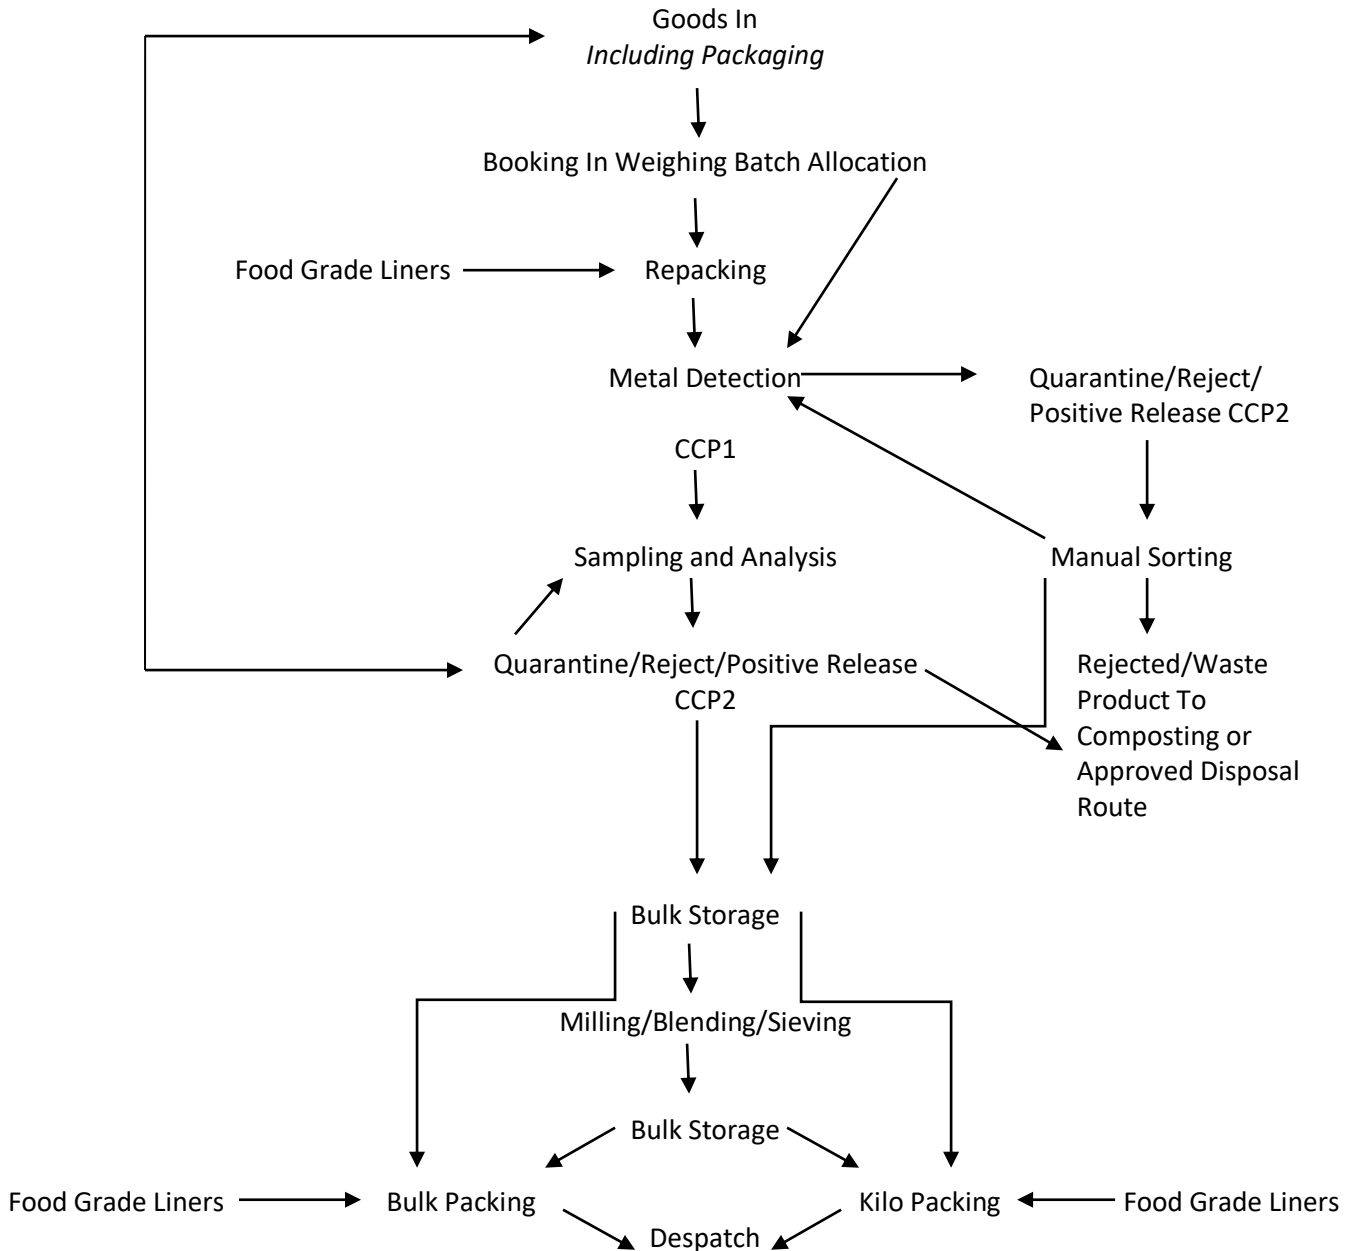 Goods In
Including Packaging
Booking In Weighing Batch Allocation
Food Grade Liners
Repacking
Metal Detection
Quarantine/Reject/
Positive Release CCP2
CCP1
Sampling and Analysis
Manual Sorting
Quarantine/Reject/Positive Release
CCP2
Rejected/Waste
Product To
Composting or
Approved Disposal
Route
Bulk Storage
Milling/Blending/Sieving
Bulk Storage
Food Grade Liners
Bulk Packing
Kilo Packing
Food Grade Liners
Despatch